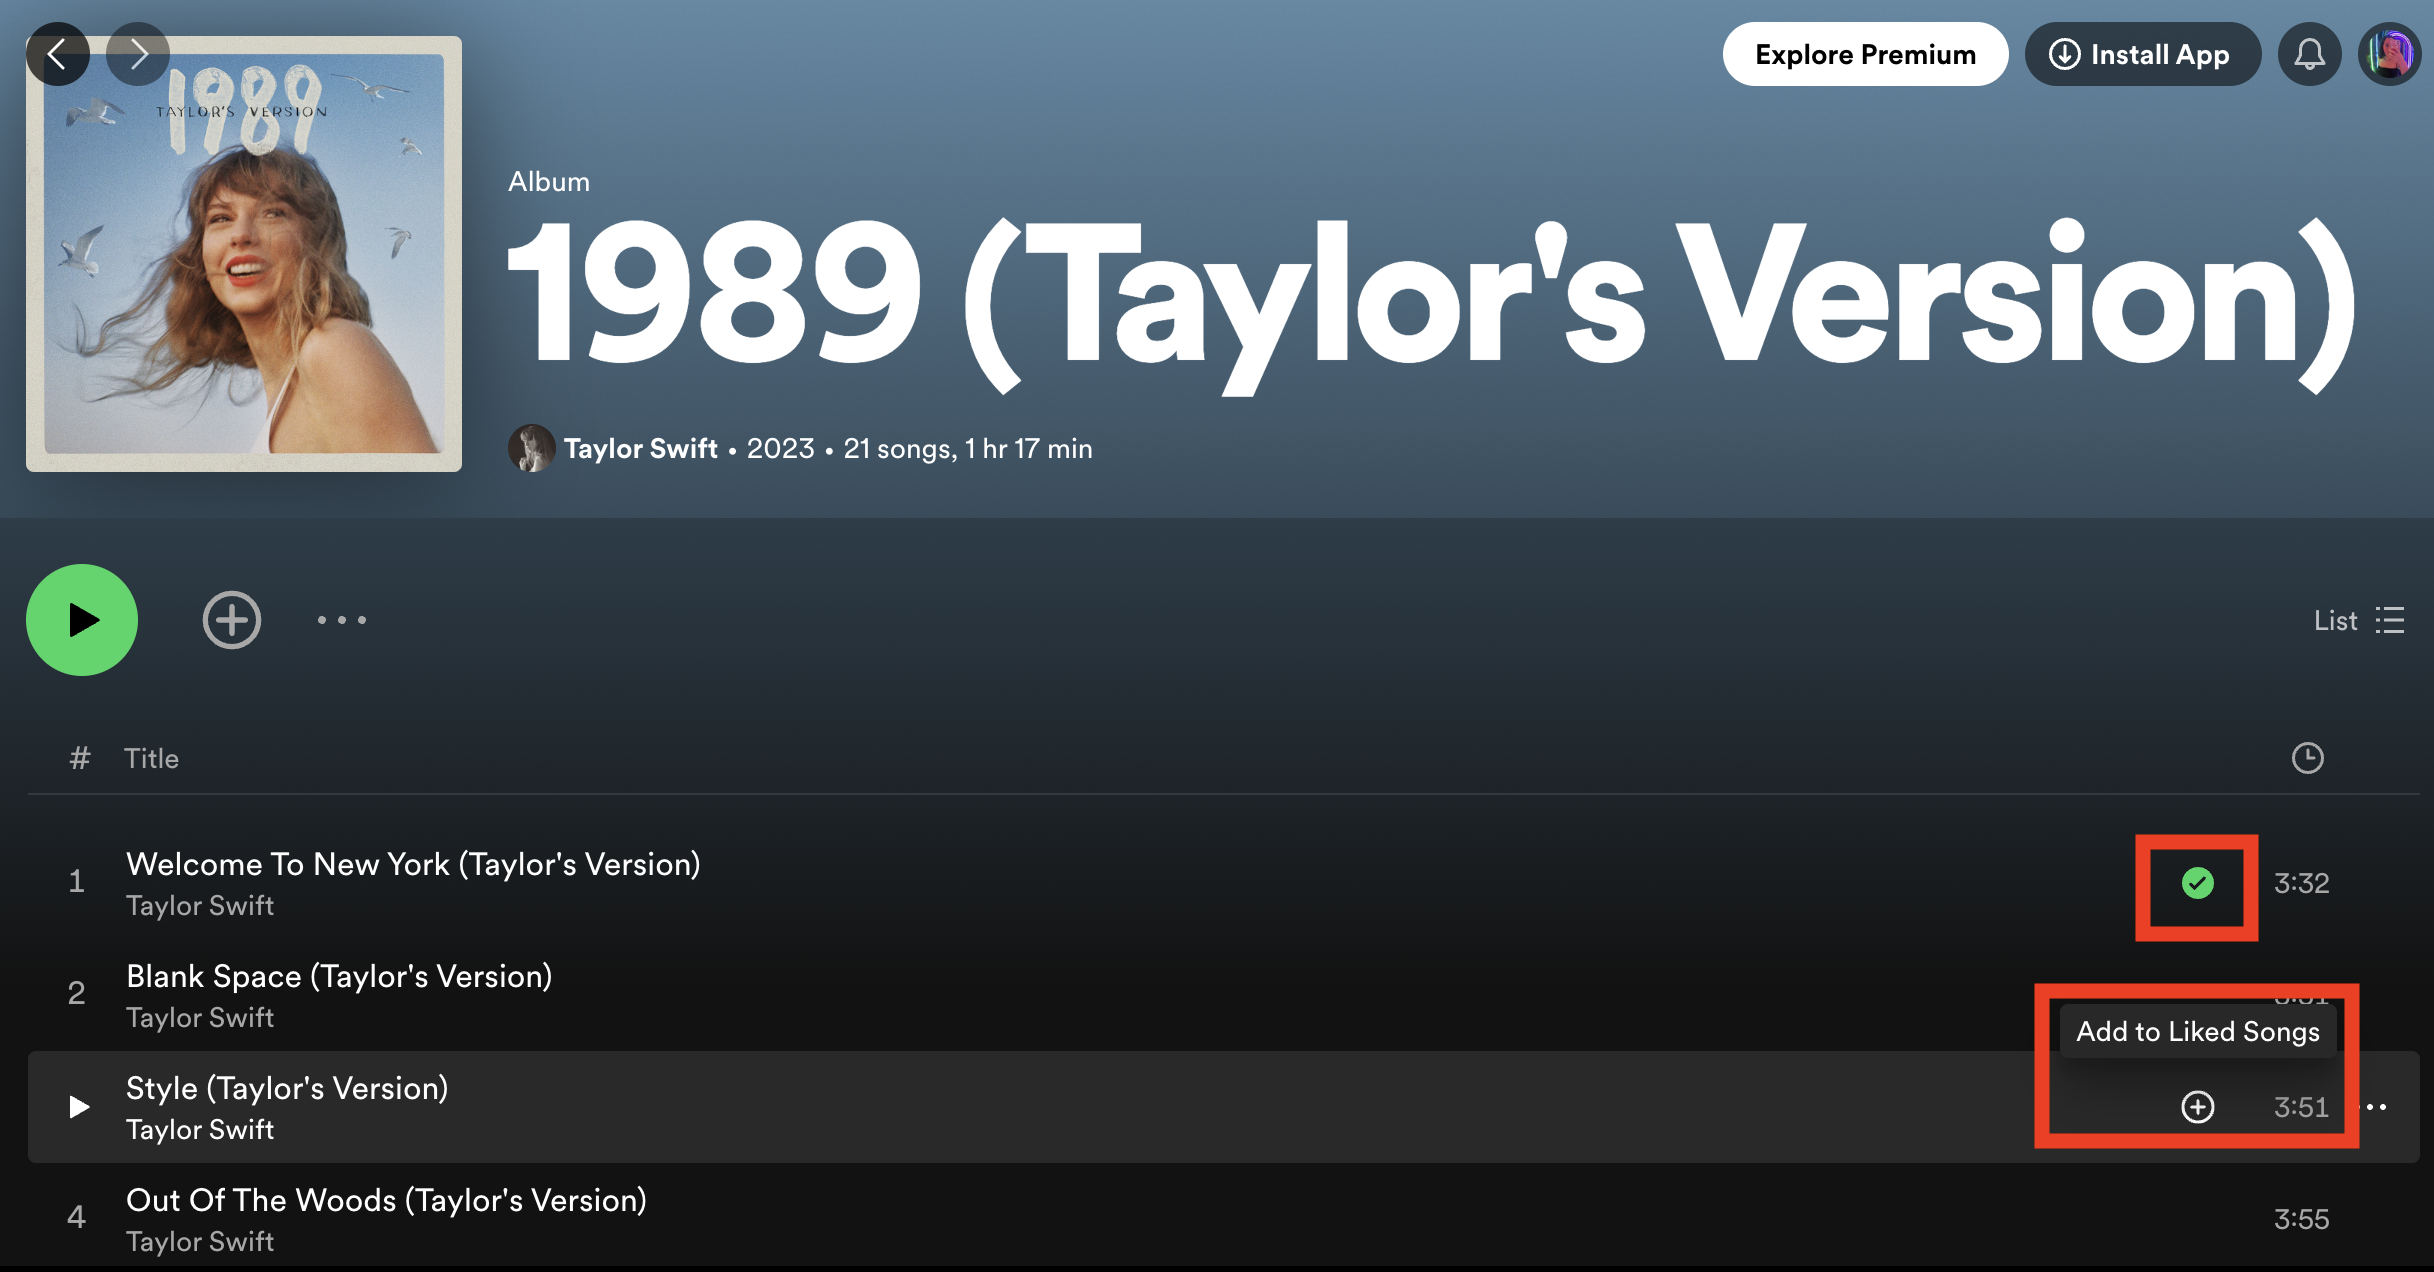 1989
TAYLOR'S VERSION
Explore Premium
Install App
Album
1989 (Taylor's Version)
Taylor Swift • 2023 • 21 songs, 1 hr 17 min
List
# Title
1 Welcome To New York (Taylor's Version) 3:32
Taylor Swift
2 Blank Space (Taylor's Version)
Taylor Swift
Add to Liked Songs
Style (Taylor's Version) 3:51
Taylor Swift
4 Out Of The Woods (Taylor's Version) 3:55
Taylor Swift